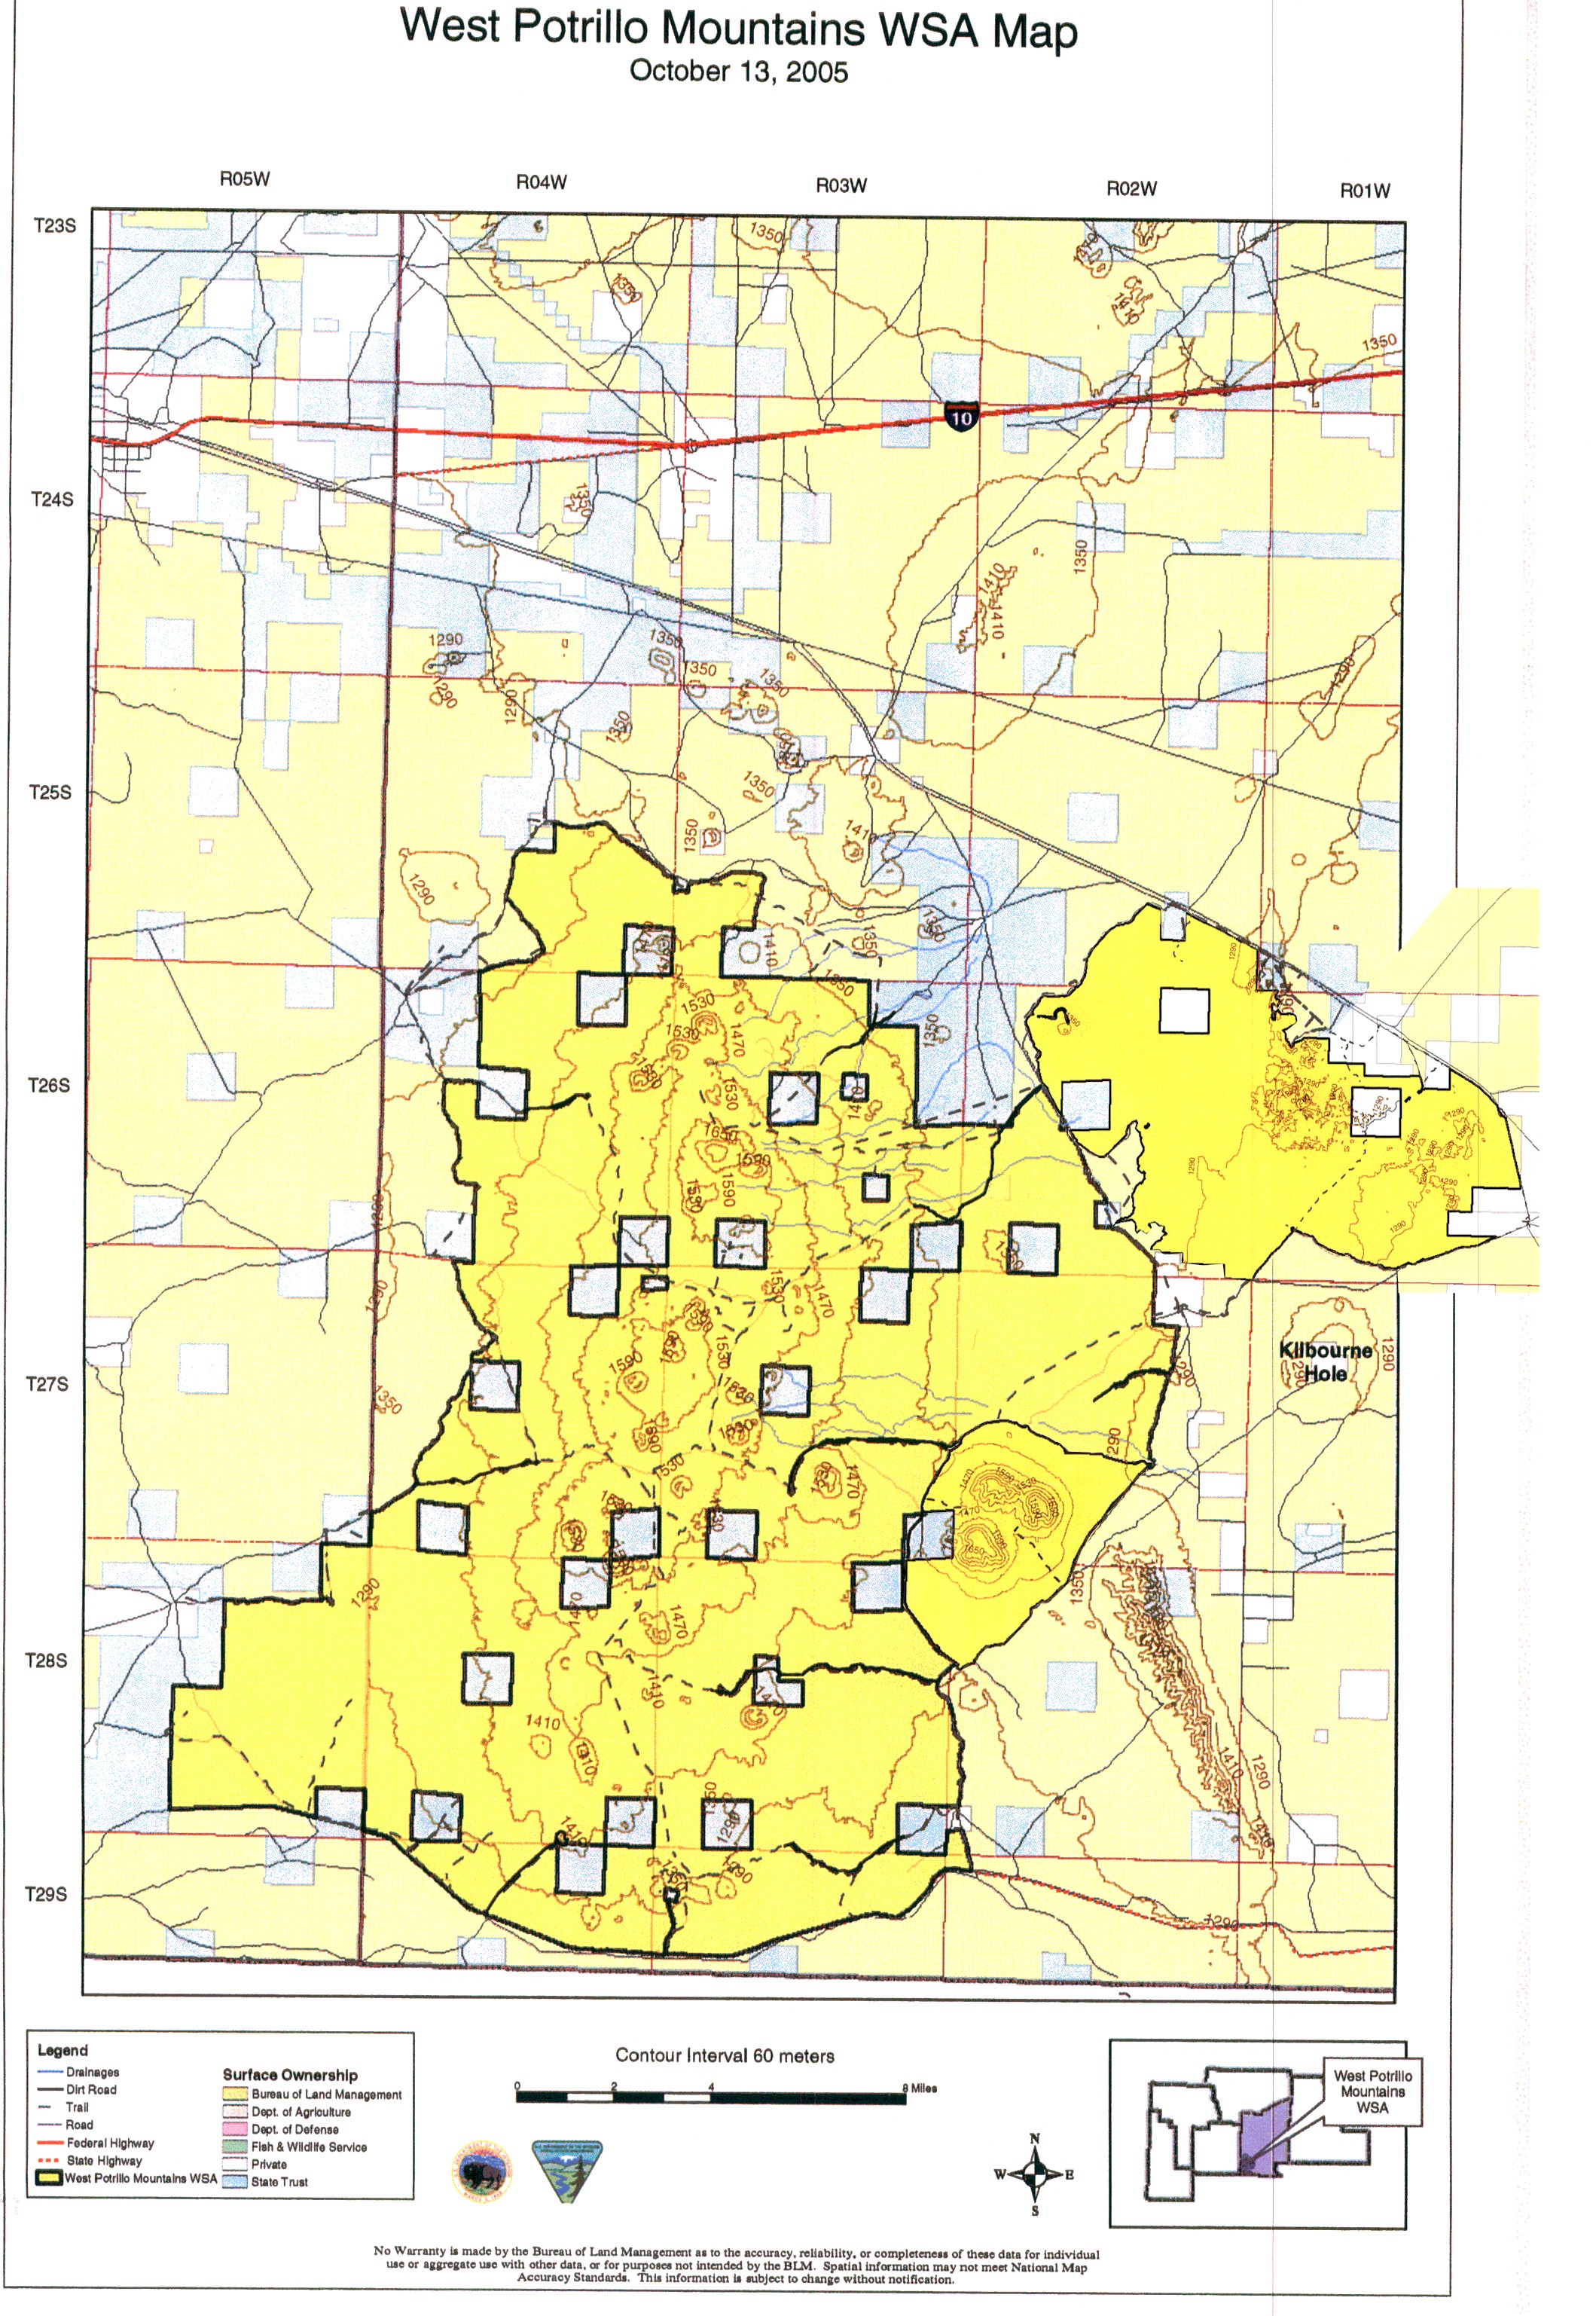 West Potrillo Mountains WSA Map
October 13, 2005
R05W
R04W
R03W
R02W
R01W
T23S
T24S
T25S
T26S
T27S
T28S
T29S
1350
1350
1410
1350
10
1350
1350
1410
1410
1290
1290
1290
1350
1350
1350
1350
1350
1350
1410
1290
1350
1410
1350
1350
1350
1290
1290
1530
1530
1470
1530
1650
1590
1590
1290
1290
1530
1470
1590
1530
1350
1290
1290
1290
Kilbourne
Hole
1290
1290
1530
1470
1470
1470
1290
1350
1470
1410
1410
1410
1290
1350
1290
1290
1290
Legend
Drainages
Dirt Road
Trail
Road
Federal Highway
State Highway
West Potrillo Mountains WSA
Surface Ownership
Bureau of Land Management
Dept. of Agriculture
Dept. of Defense
Fish & Wildlife Service
Private
State Trust
Contour Interval 60 meters
0 2 4 8 Miles
N
W E
S
West Potrillo
Mountains
WSA
No Warranty is made by the Bureau of Land Management as to the accuracy, reliability, or completeness of these data for individual
use or aggregate use with other data, or for purposes not intended by the BLM. Spatial information may not meet National Map
Accuracy Standards. This information is subject to change without notification.